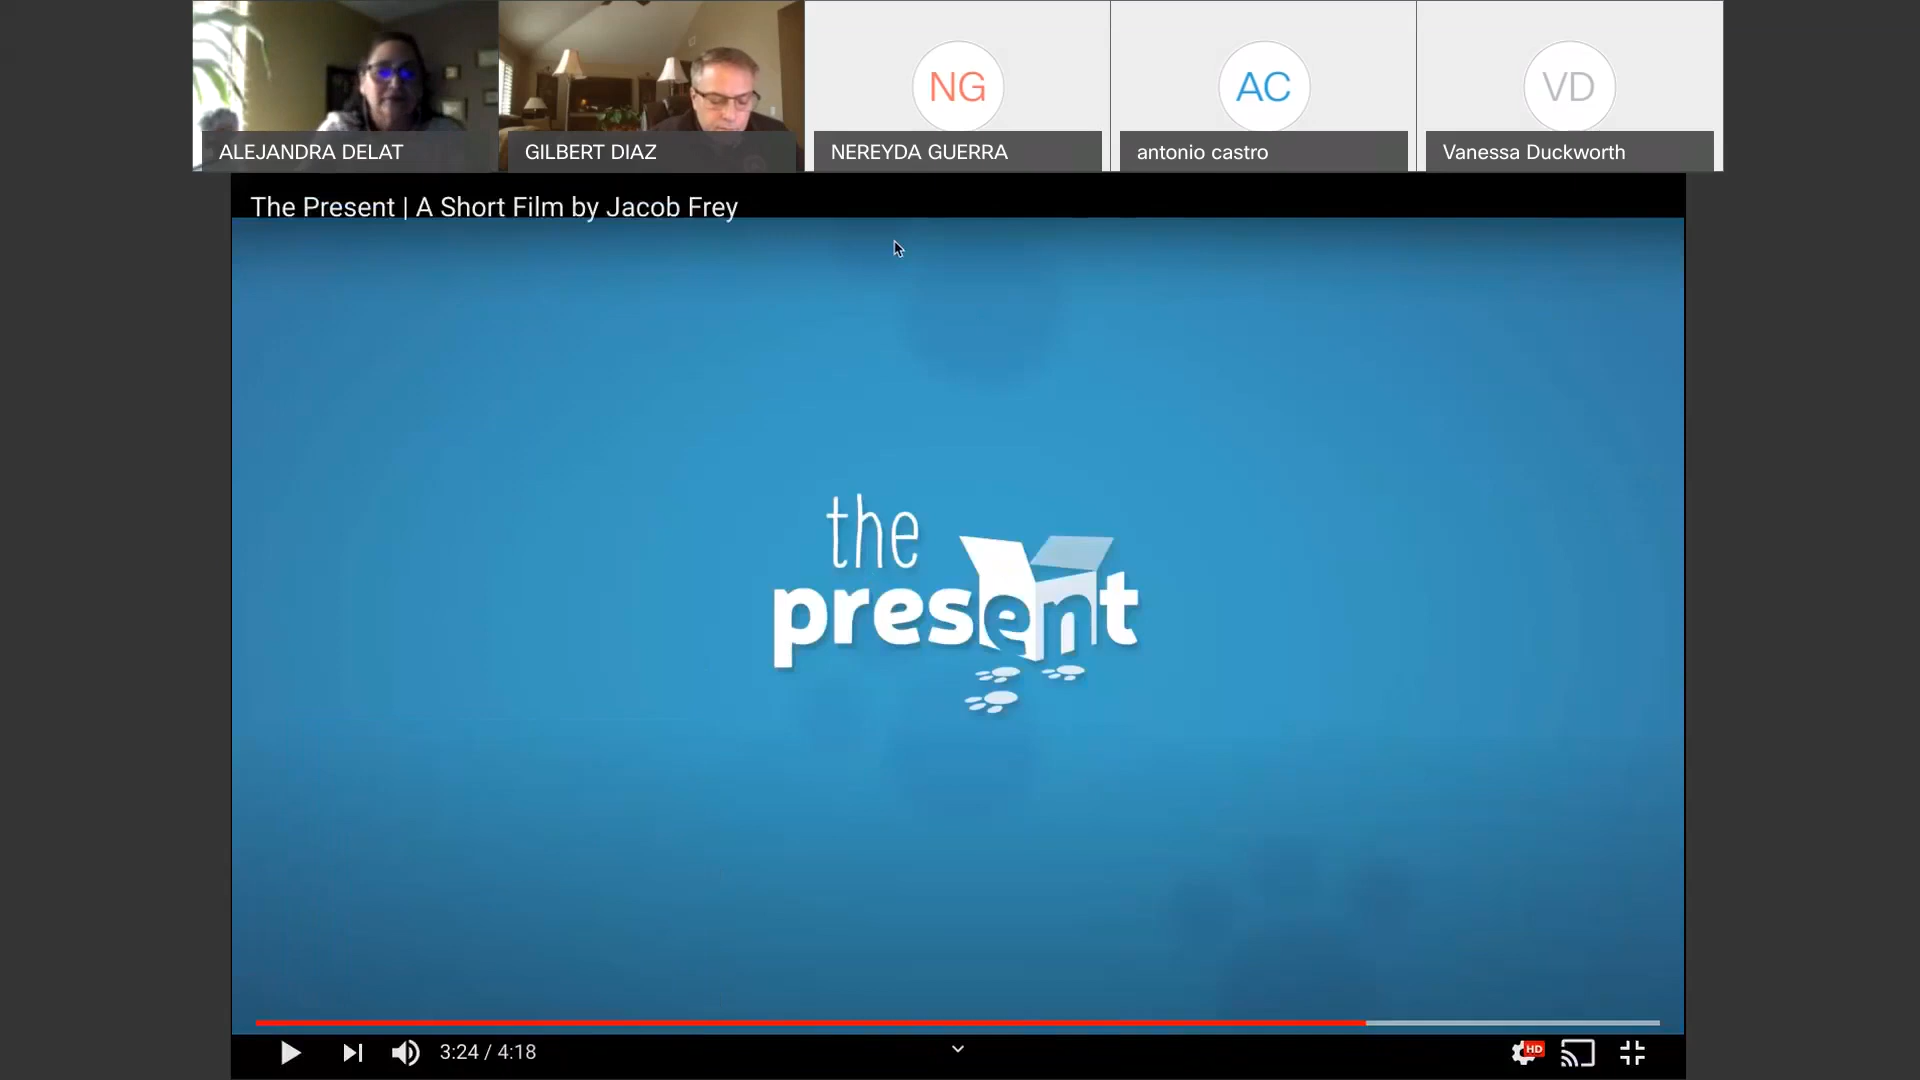 ALEJANDRA DELAT
GILBERT DIAZ
NG
NEREYDA GUERRA
AC
antonio castro
VD
Vanessa Duckworth
The Present | A Short Film by Jacob Frey
the
present
3:24 / 4:18
HD